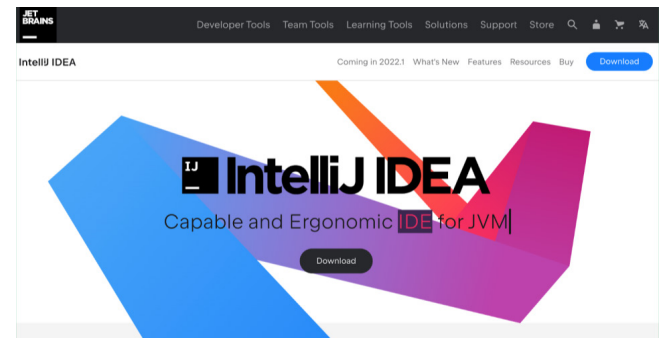 JET
BRAINS
Developer Tools Team Tools Learning Tools Solutions Support Store
IntelliJ IDEA
Coming in 2022.1 What's New Features Resources Buy Download
IJ IntelliJ IDEA
Capable and Ergonomic IDE for JVM
Download